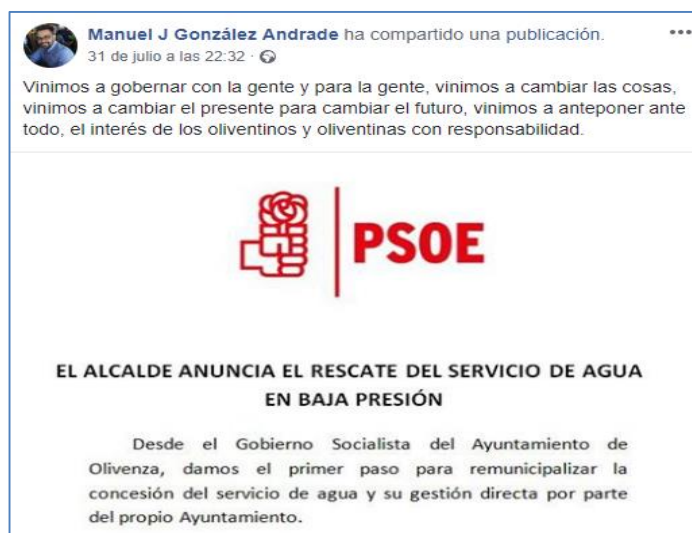 Manuel J González Andrade ha compartido una publicación.
31 de julio a las 22:32 ·
Vinimos a gobernar con la gente y para la gente, vinimos a cambiar las cosas,
vinimos a cambiar el presente para cambiar el futuro, vinimos a anteponer ante
todo, el interés de los oliventinos y oliventinas con responsabilidad.
PSOE
EL ALCALDE ANUNCIA EL RESCATE DEL SERVICIO DE AGUA
EN BAJA PRESIÓN
Desde el Gobierno Socialista del Ayuntamiento de
Olivenza, damos el primer paso para remunicipalizar la
concesión del servicio de agua y su gestión directa por parte
del propio Ayuntamiento.